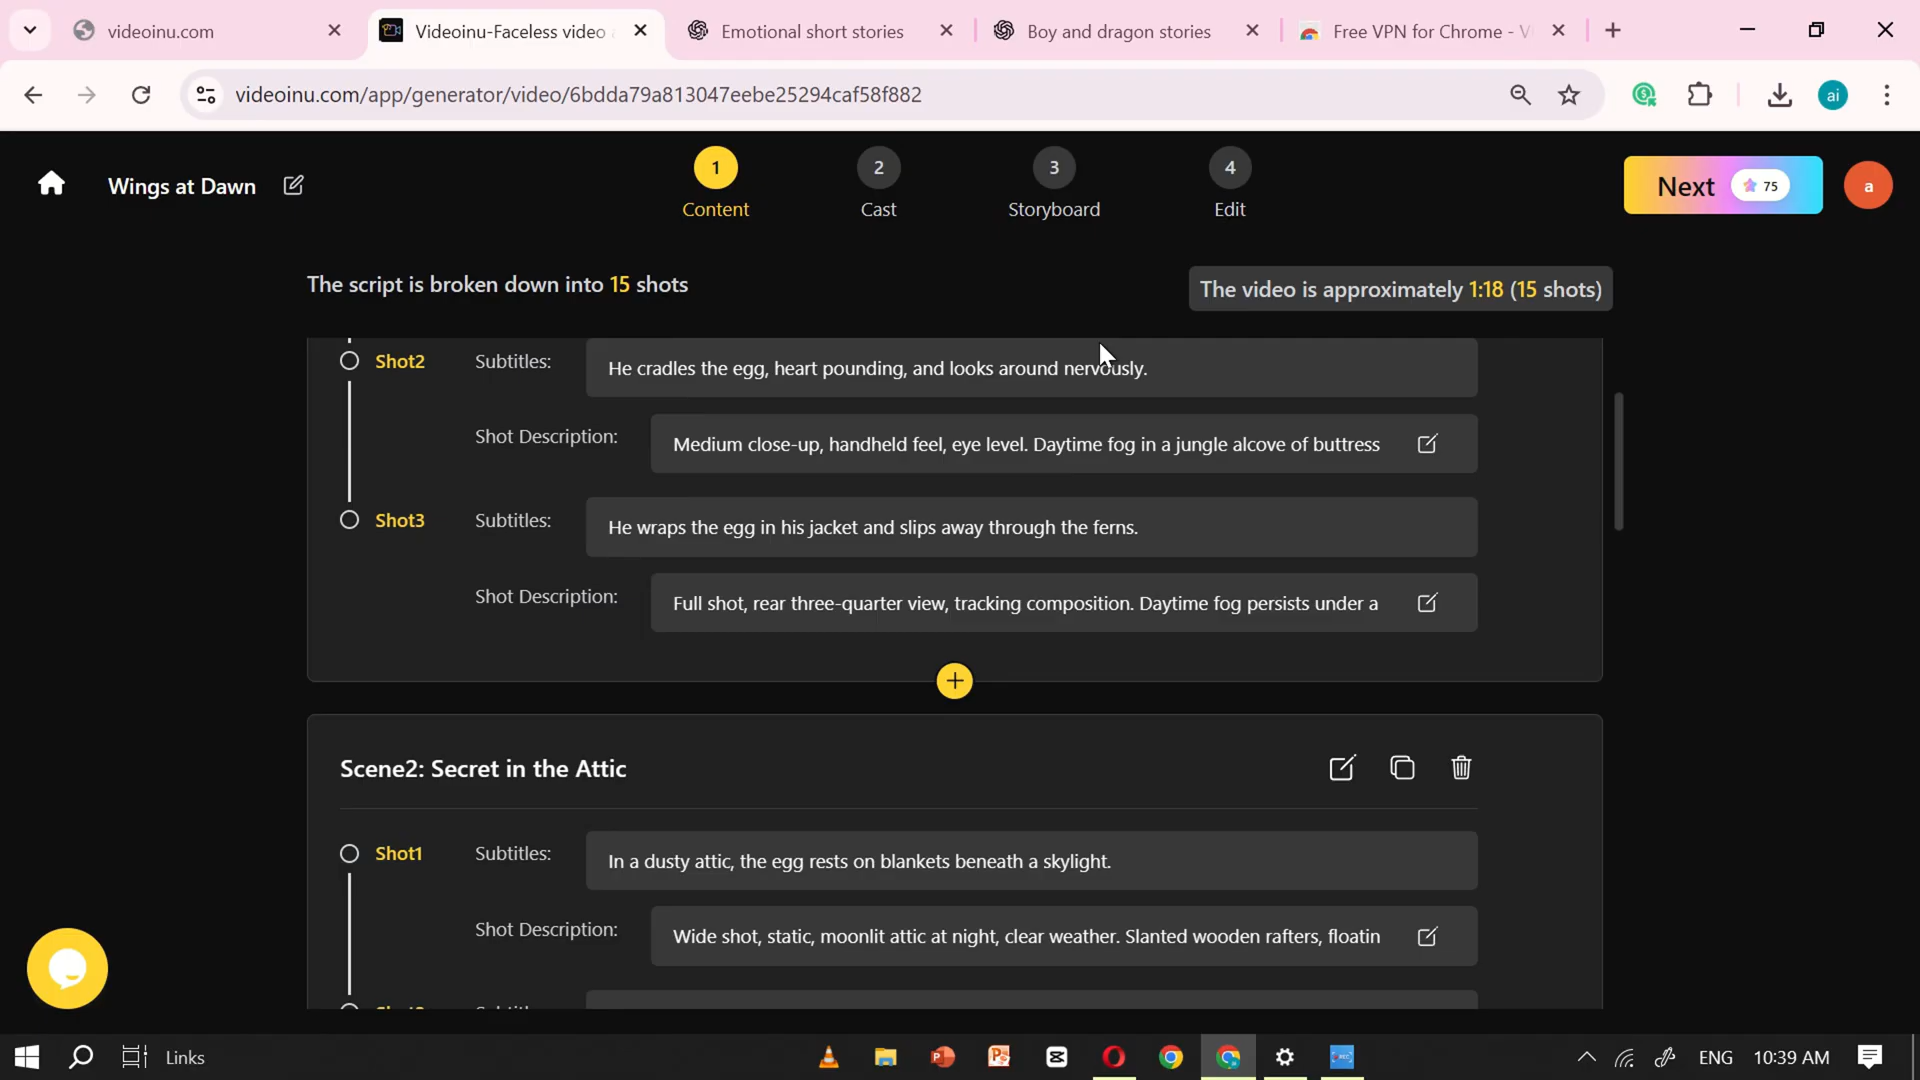 videoinu.com
Videoinu-Faceless video
Emotional short stories
Boy and dragon stories
Free VPN for Chrome - V
videoinu.com/app/generator/video/6bdda79a813047eebe25294caf58f882
ai
Wings at Dawn
1
Content
2
Cast
3
Storyboard
4
Edit
Next 75
a
The script is broken down into 15 shots
The video is approximately 1:18 (15 shots)
Shot2 Subtitles: He cradles the egg, heart pounding, and looks around nervously.
Shot Description: Medium close-up, handheld feel, eye level. Daytime fog in a jungle alcove of buttress
Shot3 Subtitles: He wraps the egg in his jacket and slips away through the ferns.
Shot Description: Full shot, rear three-quarter view, tracking composition. Daytime fog persists under a
Scene2: Secret in the Attic
Shot1 Subtitles: In a dusty attic, the egg rests on blankets beneath a skylight.
Shot Description: Wide shot, static, moonlit attic at night, clear weather. Slanted wooden rafters, floatin
Links
ENG
10:39 AM